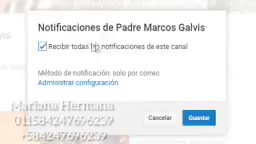 Notificaciones de Padre Marcos Galvis
Recibir todas las notificaciones de este canal
Método de notificación: solo por correo
Administrar configuración
Cancelar
Guardar
Mariana Hermana
011584247696239
+584247696239